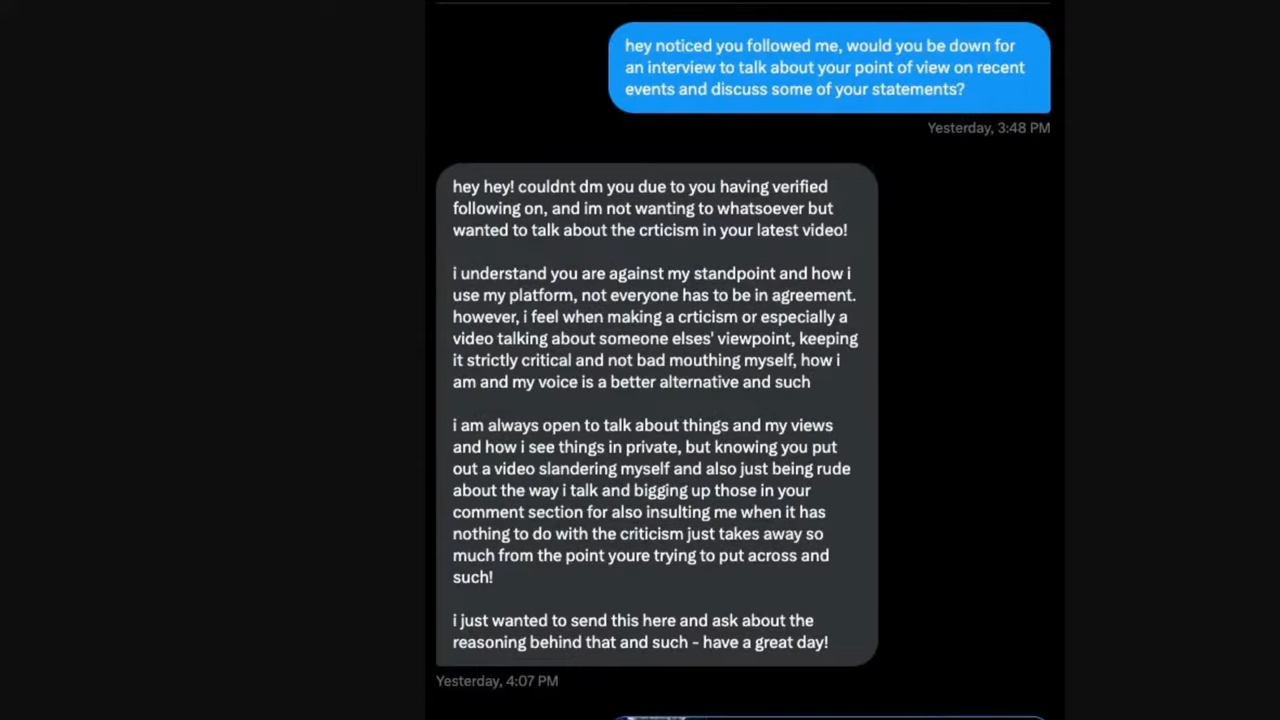 hey noticed you followed me, would you be down for
an interview to talk about your point of view on recent
events and discuss some of your statements?
Yesterday, 3:48 PM
hey hey! couldnt dm you due to you having verified
following on, and im not wanting to whatsoever but
wanted to talk about the crticism in your latest video!
i understand you are against my standpoint and how i
use my platform, not everyone has to be in agreement.
however, i feel when making a crticism or especially a
video talking about someone elses' viewpoint, keeping
it strictly critical and not bad mouthing myself, how i
am and my voice is a better alternative and such
i am always open to talk about things and my views
and how i see things in private, but knowing you put
out a video slandering myself and also just being rude
about the way i talk and bigging up those in your
comment section for also insulting me when it has
nothing to do with the criticism just takes away so
much from the point youre trying to put across and
such!
i just wanted to send this here and ask about the
reasoning behind that and such - have a great day!
Yesterday, 4:07 PM